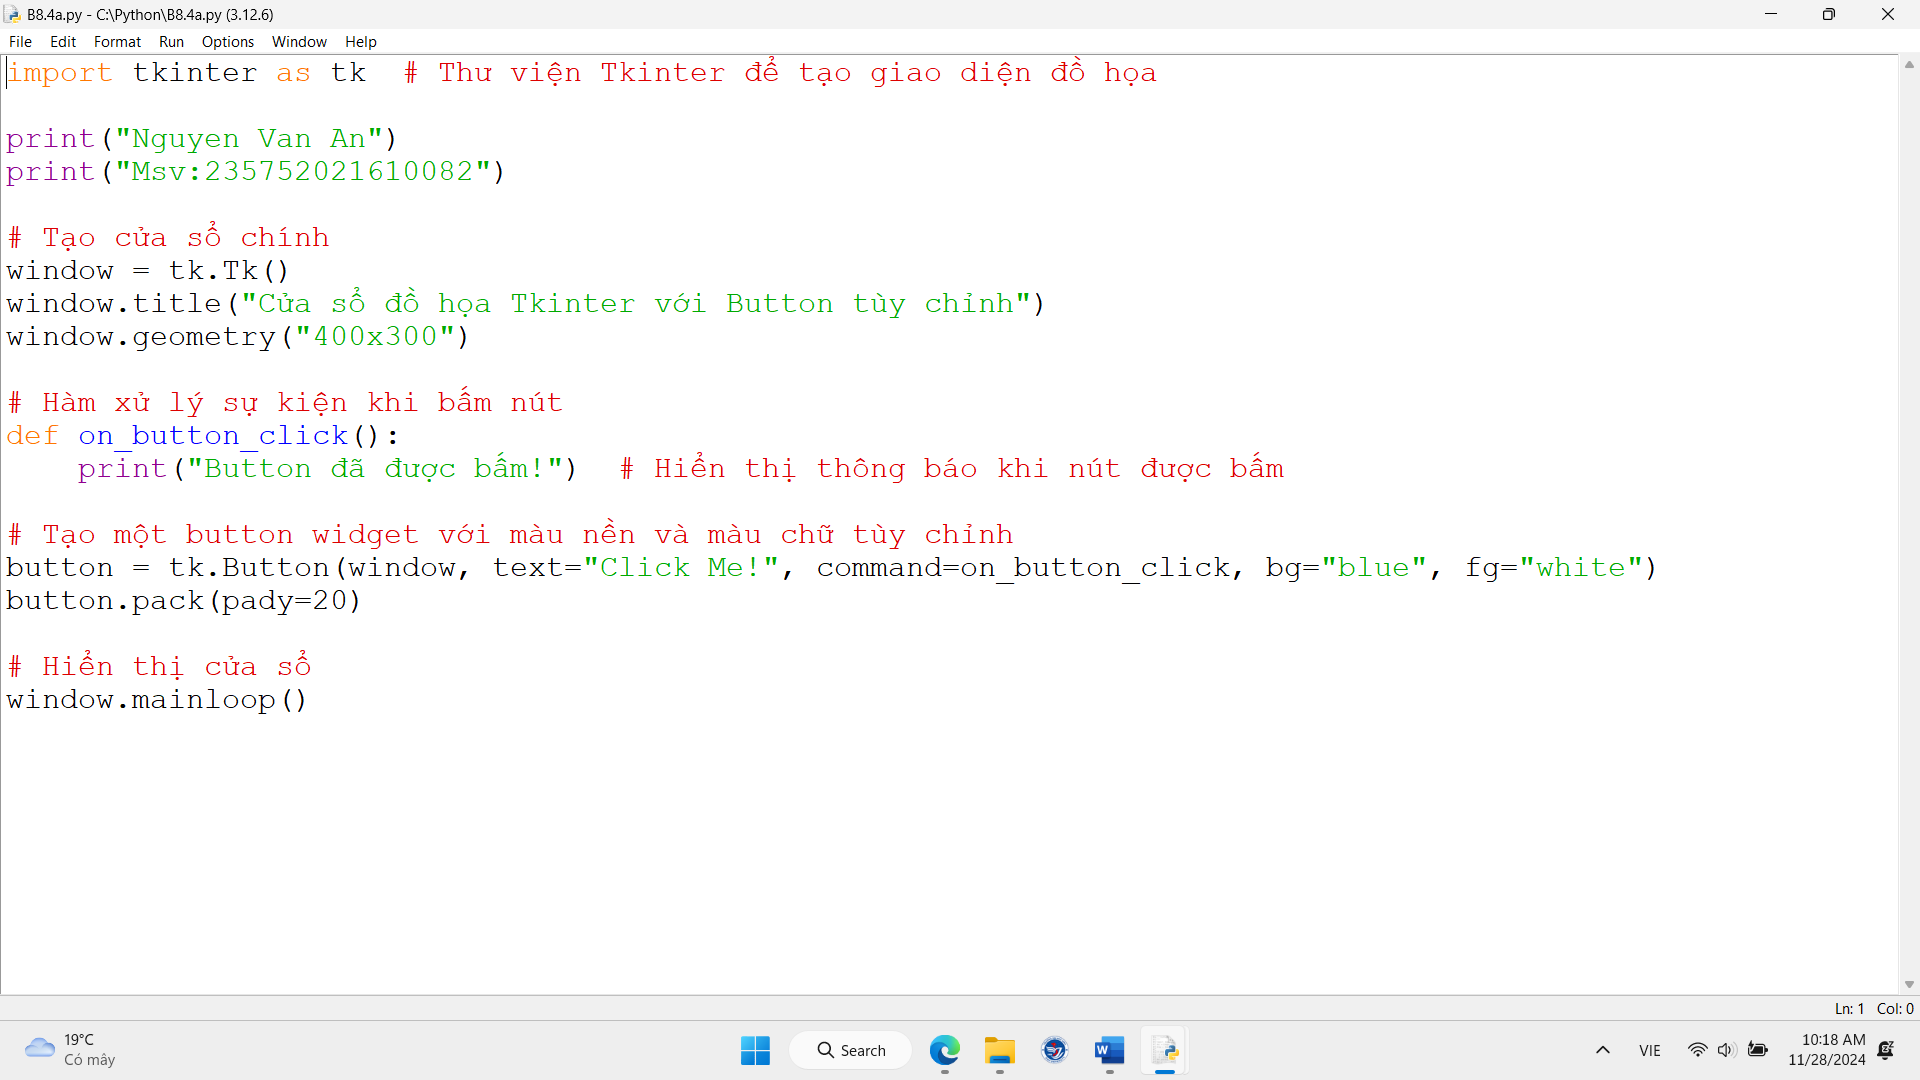 B8.4a.py - C:\Python\B8.4a.py (3.12.6)
File Edit Format Run Options Window Help
import tkinter as tk  # Thư viện Tkinter để tạo giao diện đồ họa
print("Nguyen Van An")
print("Msv:235752021610082")
# Tạo cửa sổ chính
window = tk.Tk()
window.title("Cửa sổ đồ họa Tkinter với Button tùy chỉnh")
window.geometry("400x300")
# Hàm xử lý sự kiện khi bấm nút
def on_button_click():
    print("Button đã được bấm!")  # Hiển thị thông báo khi nút được bấm
# Tạo một button widget với màu nền và màu chữ tùy chỉnh
button = tk.Button(window, text="Click Me!", command=on_button_click, bg="blue", fg="white")
button.pack(pady=20)
# Hiển thị cửa sổ
window.mainloop()
Ln: 1 Col: 0
19°C
Có mây
Search
VIE
10:18 AM
11/28/2024